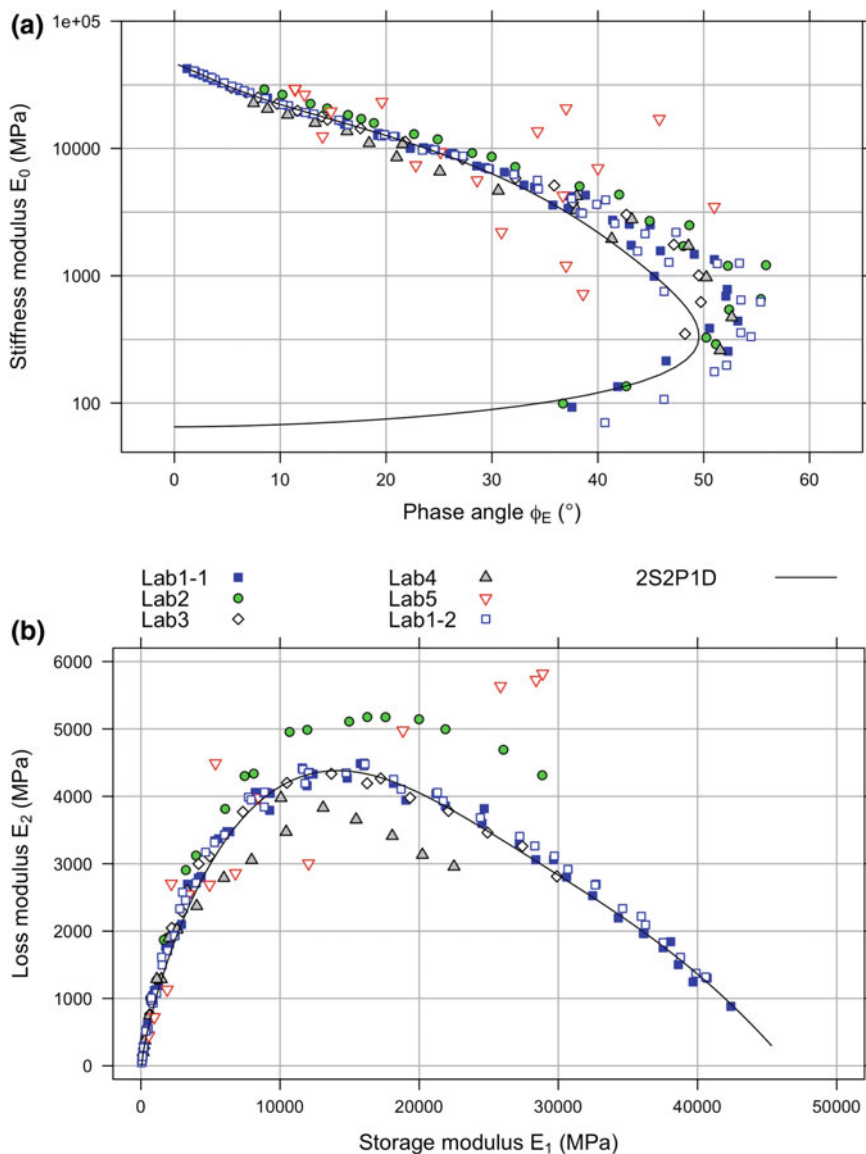 (a)
1e+05
10000
1000
100
Stiffness modulus E0 (MPa)
0 10 20 30 40 50 60
Phase angle ϕE (°)
Lab1-1 Lab4 2S2P1D
Lab2 Lab5
Lab3 Lab1-2
(b)
6000
5000
4000
3000
2000
1000
0
Loss modulus E2 (MPa)
0 10000 20000 30000 40000 50000
Storage modulus E1 (MPa)